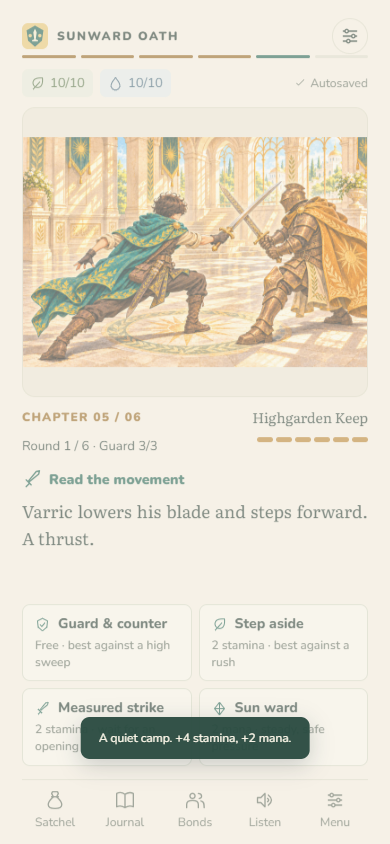 SUNWARD OATH
10/10 10/10 Autosaved
CHAPTER 05 / 06 Highgarden Keep
Round 1 / 6 · Guard 3/3
Read the movement
Varric lowers his blade and steps forward.
A thrust.
Guard & counter
Free · best against a high
sweep
Step aside
2 stamina · best against a
rush
Measured strike
2 stamin
opening
Sun ward
afe
A quiet camp. +4 stamina, +2 mana.
Satchel Journal Bonds Listen Menu